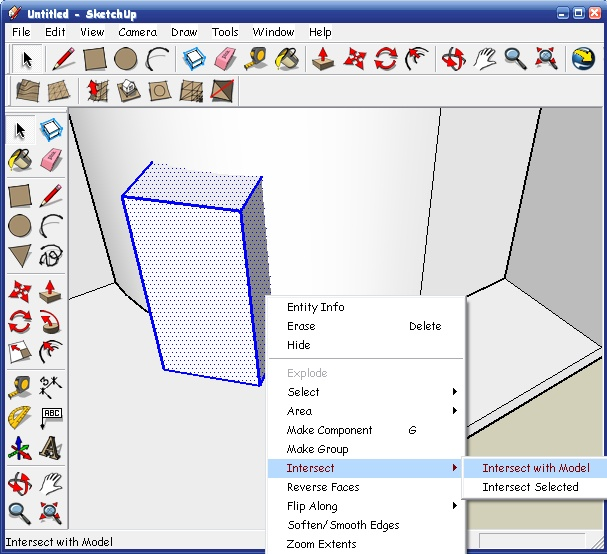 Untitled - SketchUp
File Edit View Camera Draw Tools Window Help
ABC
Entity Info
Erase Delete
Hide
Explode
Select
Area
Make Component G
Make Group
Intersect
Intersect with Model
Reverse Faces
Intersect Selected
Flip Along
Soften/Smooth Edges
Zoom Extents
Intersect with Model